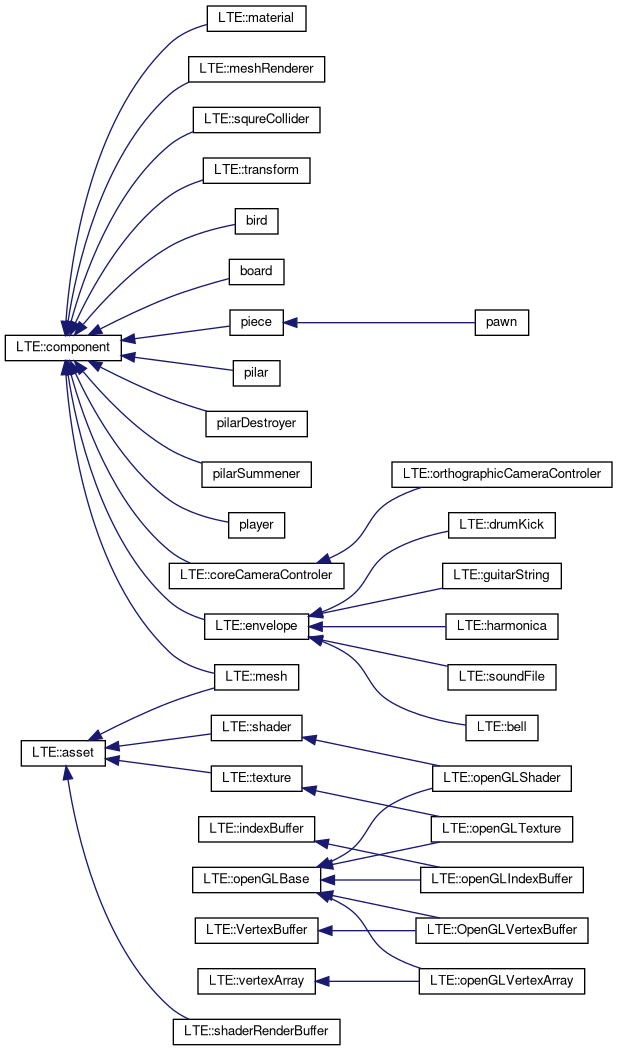 LTE::material
LTE::meshRenderer
LTE::squreCollider
LTE::transform
bird
board
piece
pawn
LTE::component
pilar
pilarDestroyer
pilarSummener
LTE::orthographicCameraControler
player
LTE::drumKick
LTE::coreCameraControler
LTE::guitarString
LTE::envelope
LTE::harmonica
LTE::mesh
LTE::soundFile
LTE::shader
LTE::bell
LTE::asset
LTE::texture
LTE::openGLShader
LTE::indexBuffer
LTE::openGLTexture
LTE::openGLBase
LTE::openGLIndexBuffer
LTE::VertexBuffer
LTE::OpenGLVertexBuffer
LTE::vertexArray
LTE::openGLVertexArray
LTE::shaderRenderBuffer